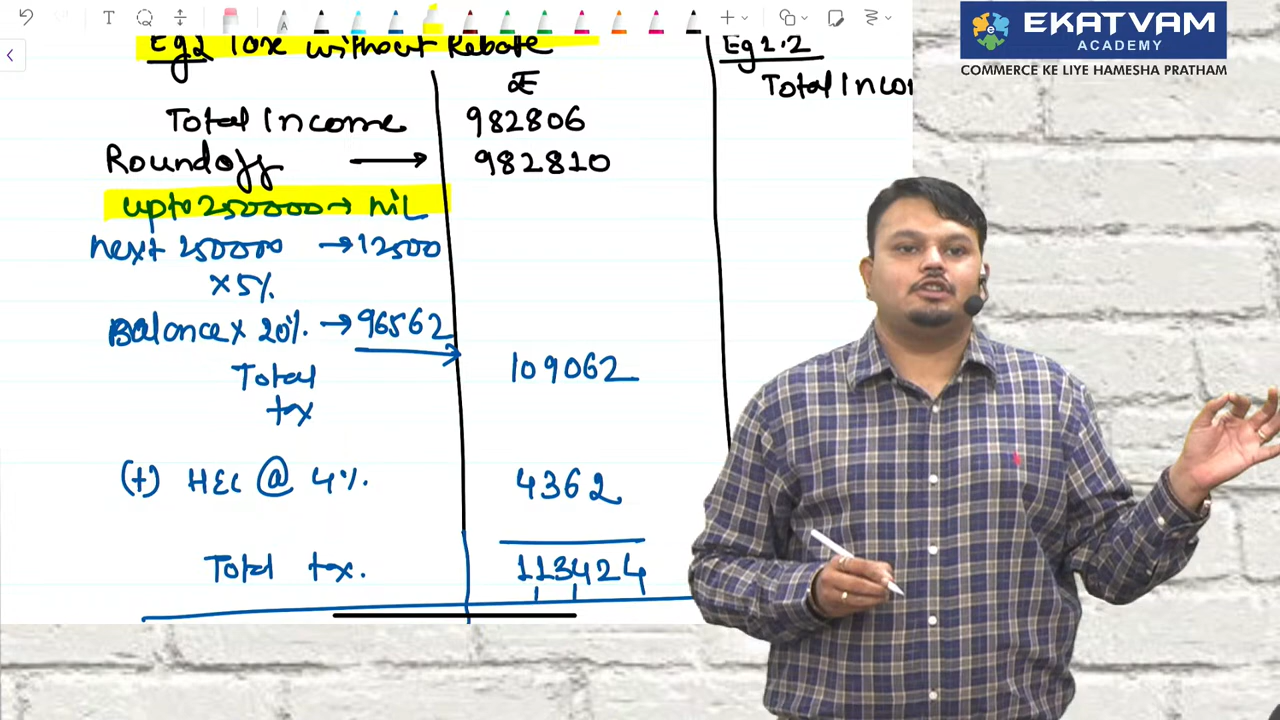 EKATVAM
ACADEMY
COMMERCE KE LIYE HAMESHA PRATHAM
Eg1 Tax without Rebate
Total Income 982806
Roundoff → 982810
upto 250000 → nil
next 250000 → 12500
x 5%
Balance x 20% → 96562
Total 109062
tax
(+) HEC @ 4% 4362
Total tax. 113424
Eg 1.2
Total Incom